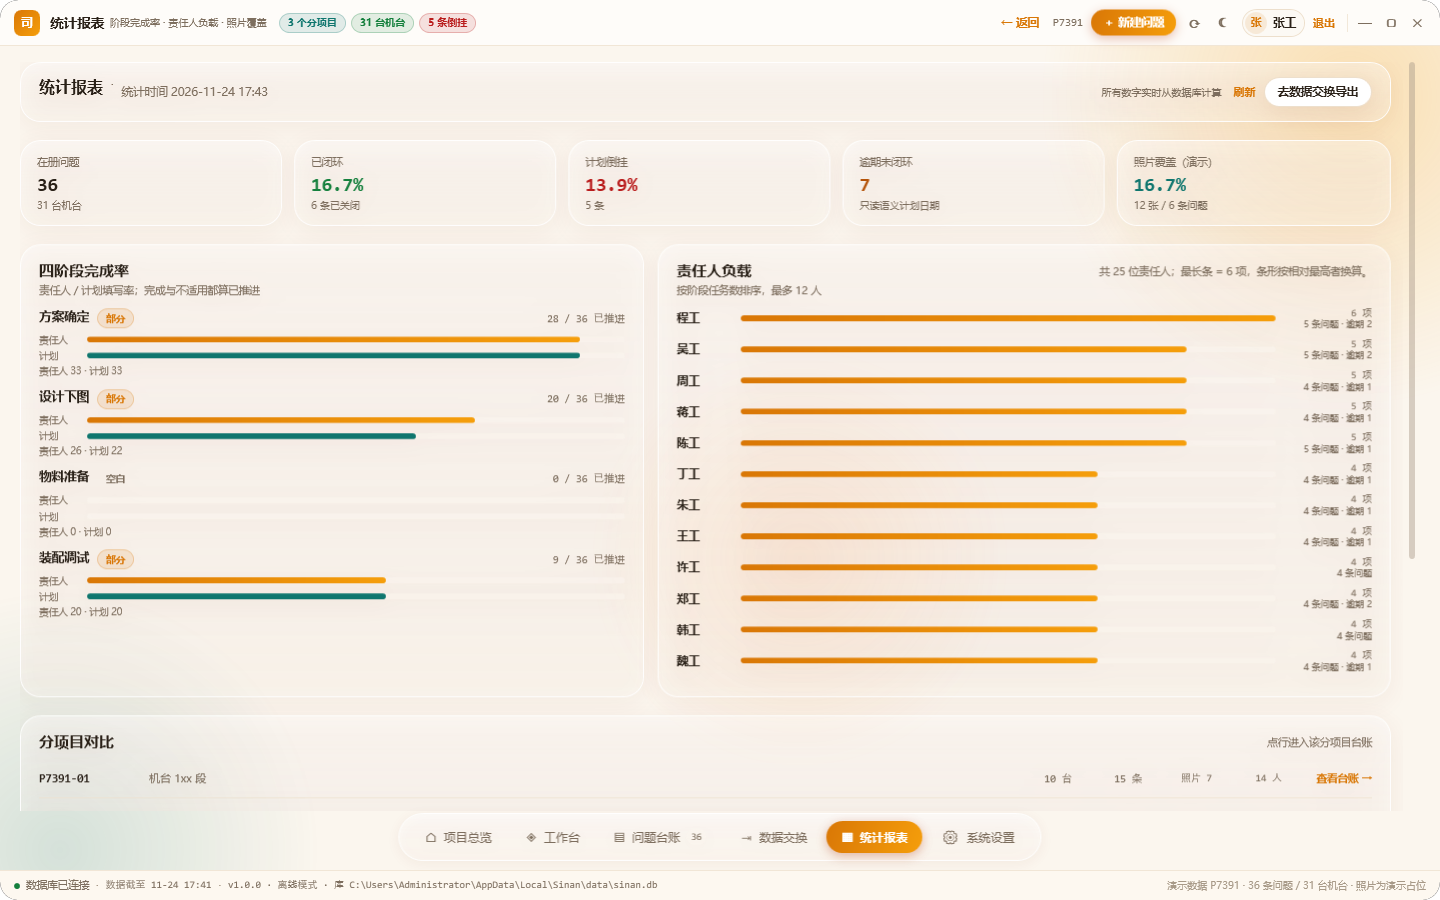 司 统计报表 阶段完成率 · 责任人负载 · 照片覆盖 3 个分项目 31 台机台 5 条倒挂 ← 返回 P7391 + 新建问题 张 张工 退出
统计报表 · 统计时间 2026-11-24 17:43 所有数字实时从数据库计算 刷新 去数据交换导出
在册问题 已闭环 计划倒挂 逾期未闭环 照片覆盖（演示）
36 16.7% 13.9% 7 16.7%
31 台机台 6 条已关闭 5 条 只读语义计划日期 12 张 / 6 条问题
四阶段完成率
责任人 / 计划填写率；完成与不适用都算已推进
方案确定 部分 28 / 36 已推进
责任人
计划
责任人 33 · 计划 33
设计下图 部分 20 / 36 已推进
责任人
计划
责任人 26 · 计划 22
物料准备 空白 0 / 36 已推进
责任人
计划
责任人 0 · 计划 0
装配调试 部分 9 / 36 已推进
责任人
计划
责任人 20 · 计划 20
责任人负载 共 25 位责任人；最长条 = 6 项，条形按相对最高者换算。
按阶段任务数排序，最多 12 人
程工 6 项
5 条问题 · 逾期 2
吴工 5 项
5 条问题 · 逾期 2
周工 5 项
4 条问题 · 逾期 1
蒋工 5 项
4 条问题 · 逾期 1
陈工 5 项
5 条问题 · 逾期 1
丁工 4 项
4 条问题 · 逾期 1
朱工 4 项
4 条问题 · 逾期 1
王工 4 项
4 条问题 · 逾期 1
许工 4 项
4 条问题
郑工 4 项
4 条问题 · 逾期 2
韩工 4 项
4 条问题
魏工 4 项
4 条问题 · 逾期 1
分项目对比 点行进入该分项目台账
P7391-01 机台 1xx 段 10 台 15 条 照片 7 14 人 查看台账 →
项目总览 工作台 问题台账 36 数据交换 统计报表 系统设置
数据库已连接 · 数据截至 11-24 17:41 · v1.0.0 · 离线模式 · 库 C:\Users\Administrator\AppData\Local\Sinan\data\sinan.db 演示数据 P7391 · 36 条问题 / 31 台机台 · 照片为演示占位